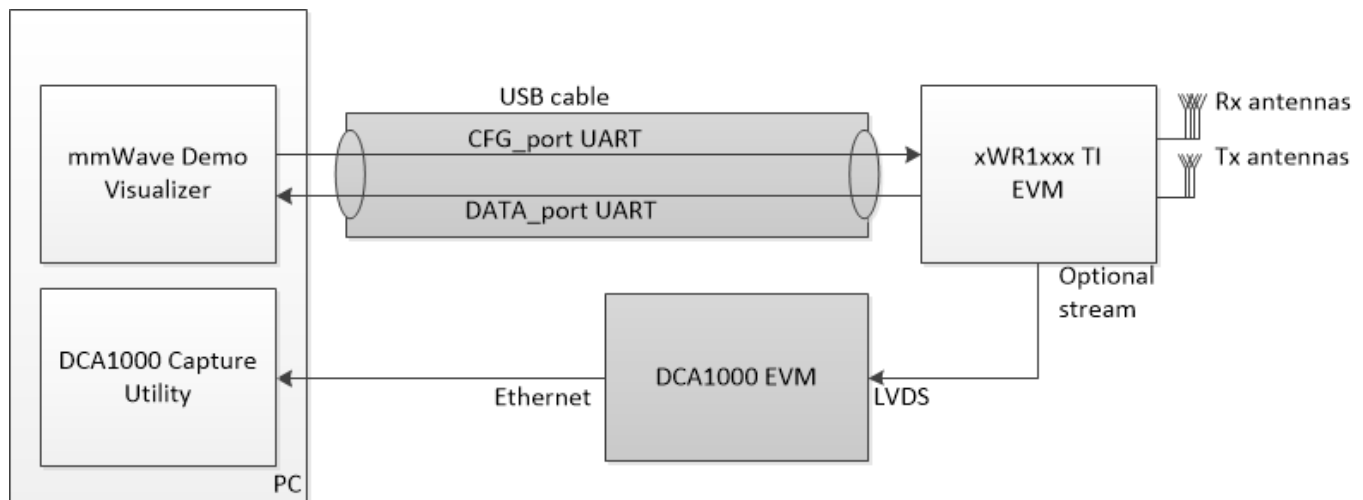 mmWave Demo
Visualizer
USB cable
CFG_port UART
DATA_port UART
xWR1xxx TI
EVM
Rx antennas
Tx antennas
Optional
stream
DCA1000 Capture
Utility
Ethernet
DCA1000 EVM
LVDS
PC